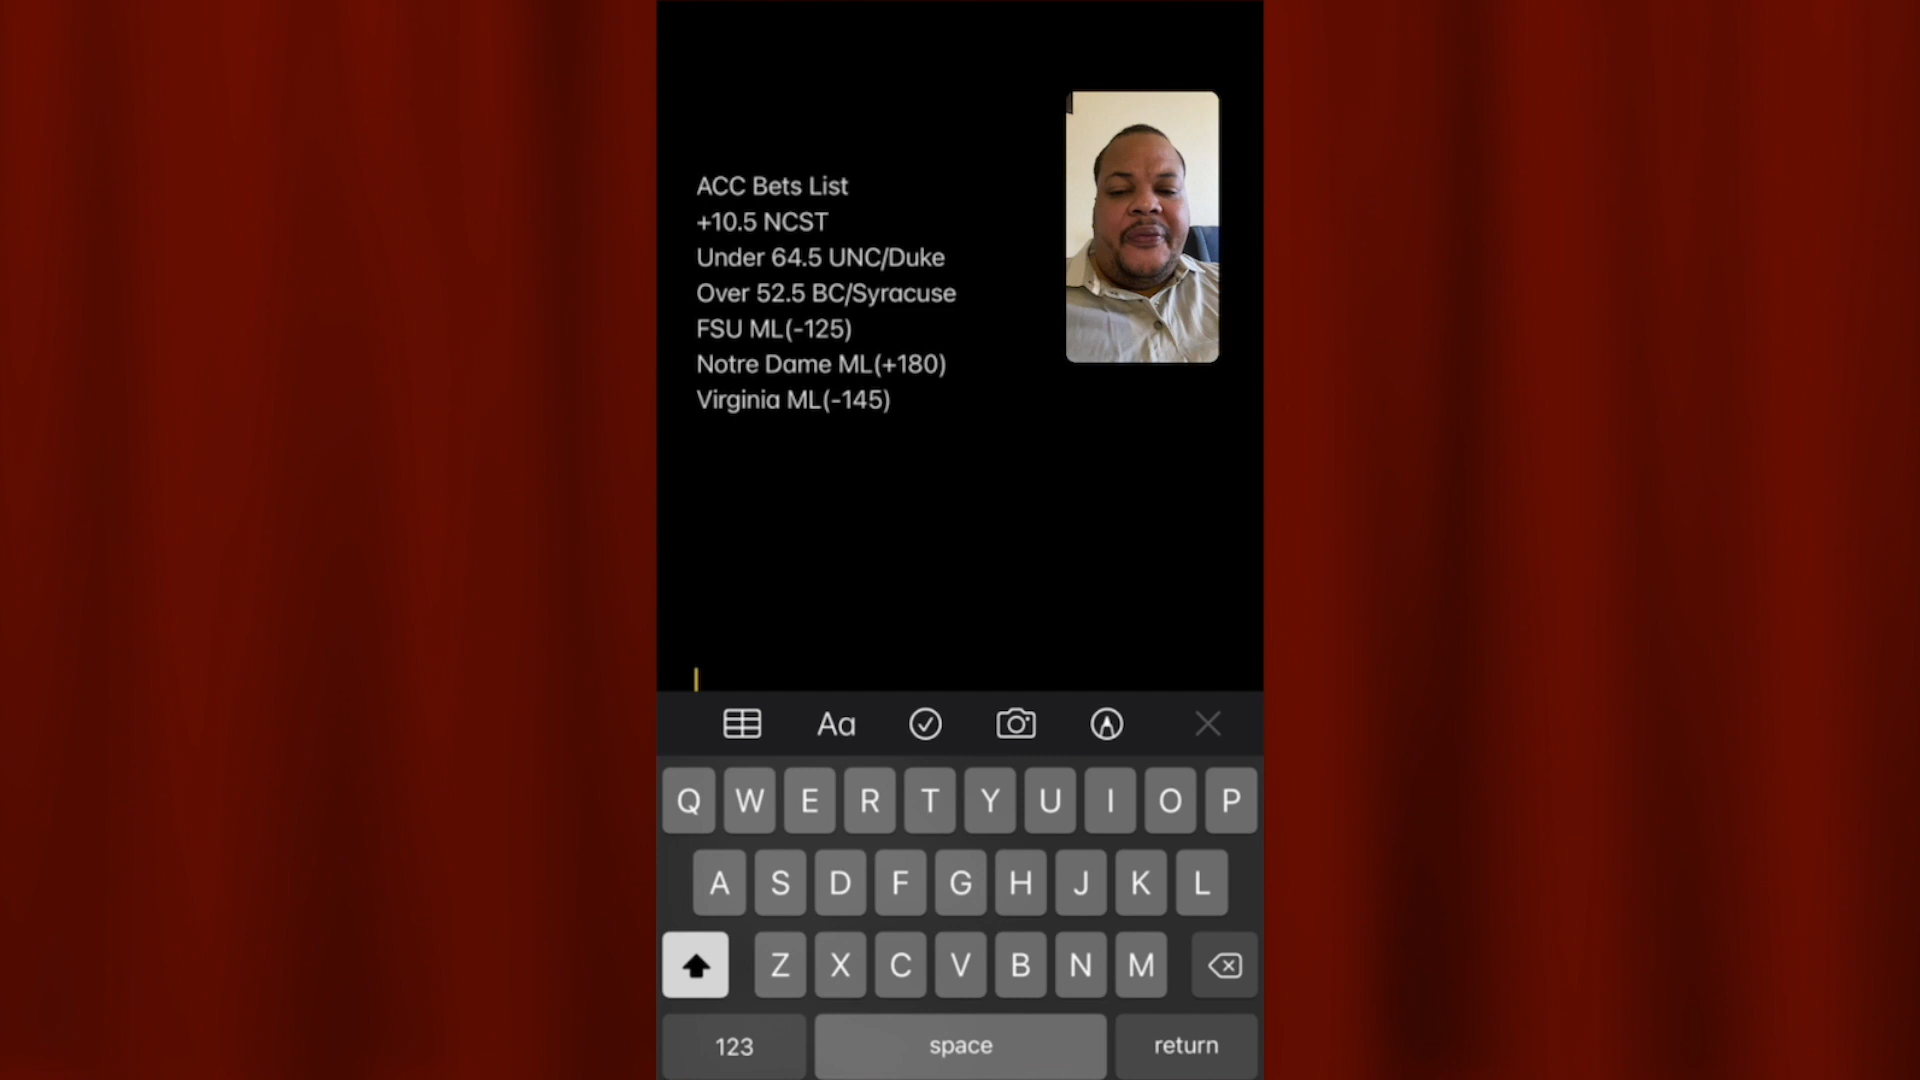 ACC Bets List
+10.5 NCST
Under 64.5 UNC/Duke
Over 52.5 BC/Syracuse
FSU ML(-125)
Notre Dame ML(+180)
Virginia ML(-145)
Aa
Q W E R T Y U I O P
A S D F G H J K L
Z X C V B N M
123 space return